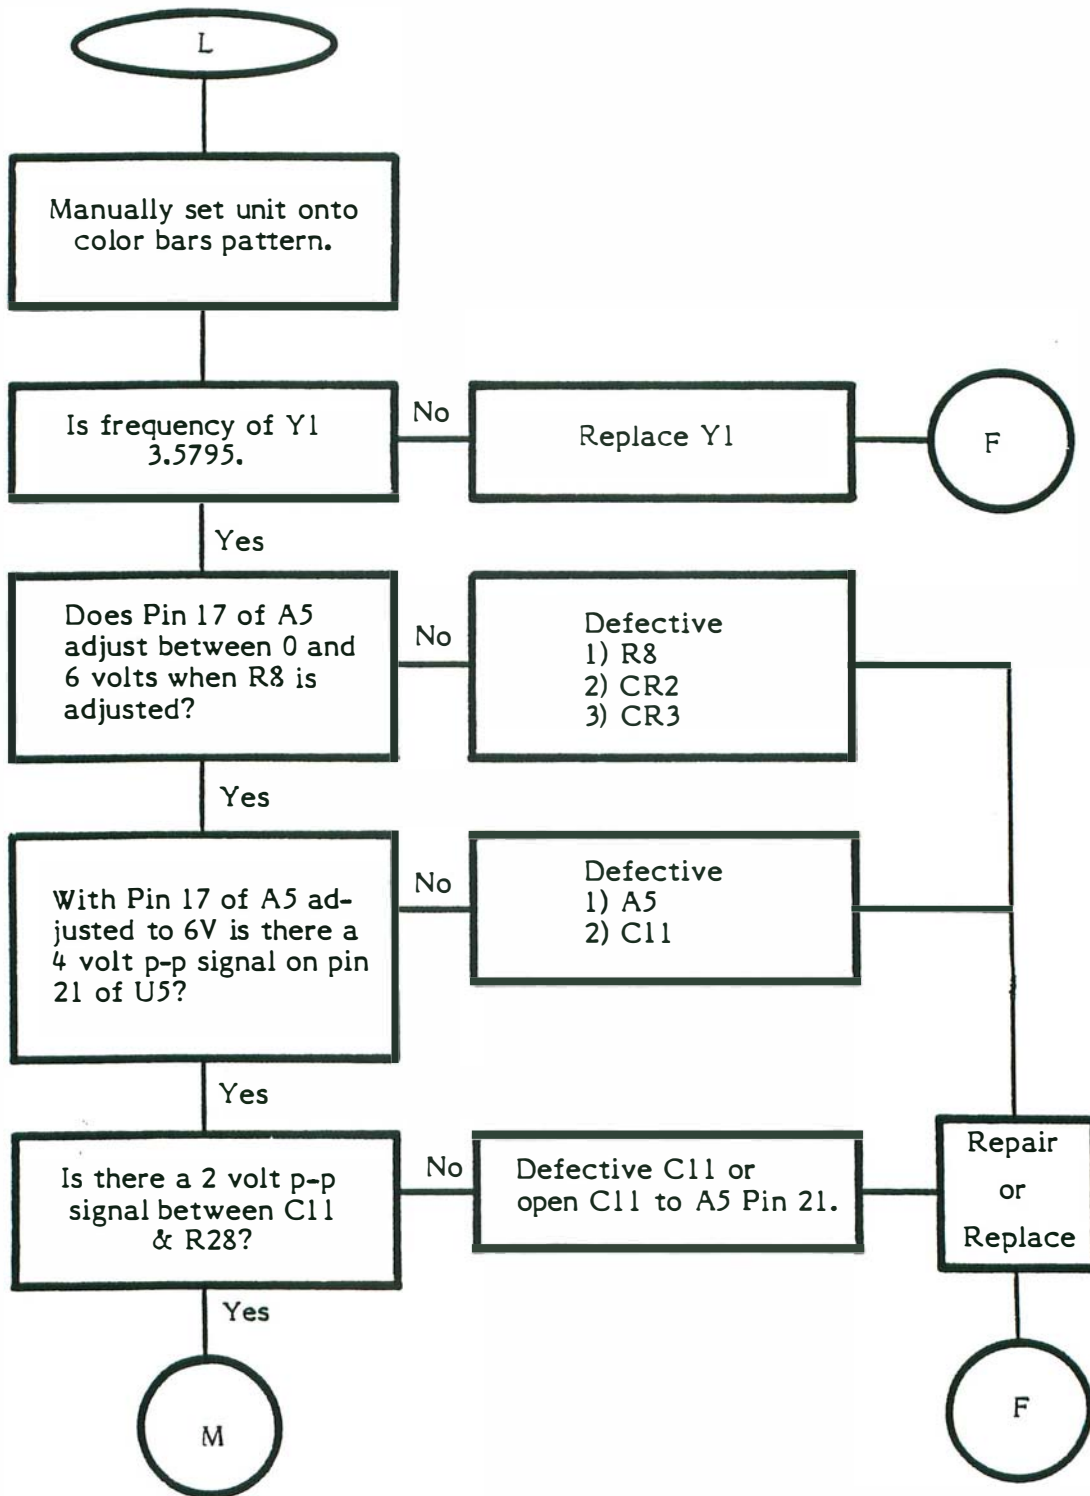 L
Manually set unit onto
color bars pattern.
Is frequency of Y1
3.5795.
No
Replace Y1
F
Yes
Does Pin 17 of A5
adjust between 0 and
6 volts when R8 is
adjusted?
No
Defective
1) R8
2) CR2
3) CR3
Yes
With Pin 17 of A5 ad-
justed to 6V is there a
4 volt p-p signal on pin
21 of U5?
No
Defective
1) A5
2) C11
Yes
Is there a 2 volt p-p
signal between C11
& R28?
No
Defective C11 or
open C11 to A5 Pin 21.
Repair
or
Replace
Yes
M
F